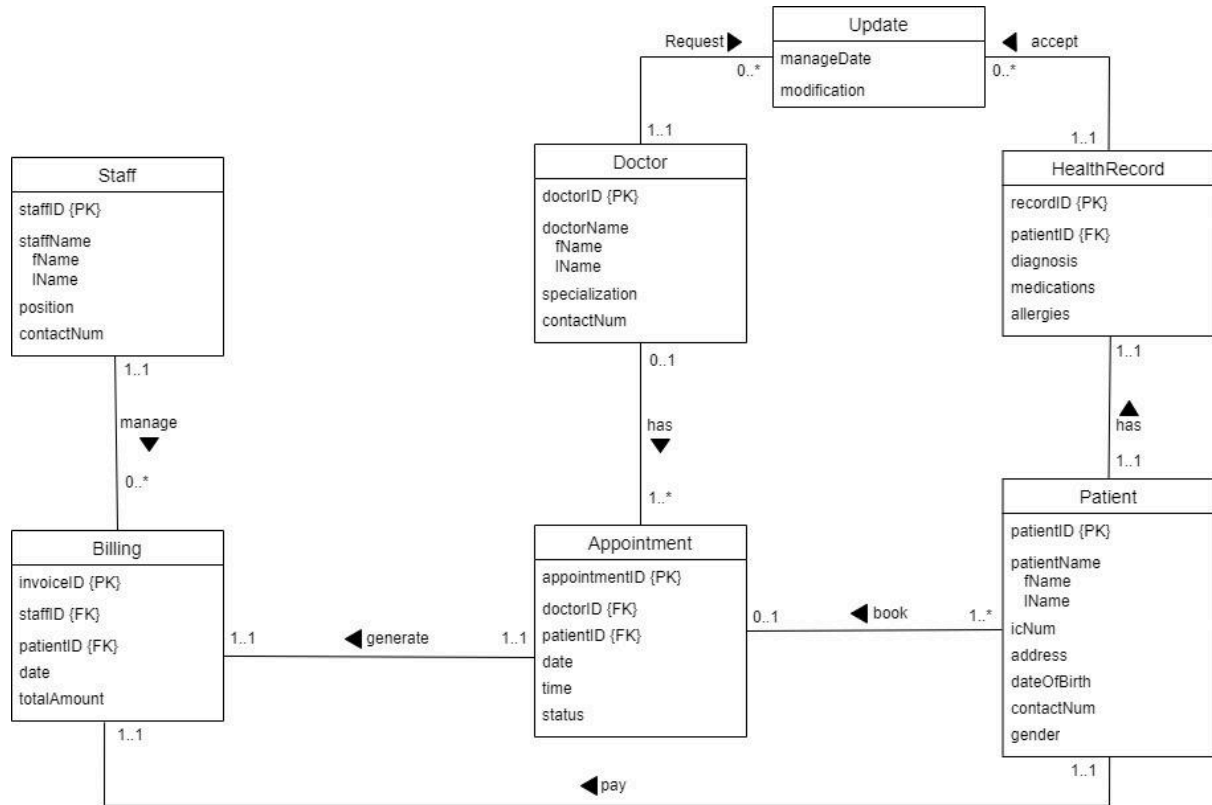 Update
manageDate
modification
Request
0..*
1..1
accept
0..*
1..1
Staff
staffID {PK}
staffName
fName
lName
position
contactNum
Doctor
doctorID {PK}
doctorName
fName
lName
specialization
contactNum
HealthRecord
recordID {PK}
patientID {FK}
diagnosis
medications
allergies
1..1
manage
0..*
0..1
has
1..*
1..1
has
1..1
Billing
invoiceID {PK}
staffID {FK}
patientID {FK}
date
totalAmount
1..1
generate
1..1
Appointment
appointmentID {PK}
doctorID {FK}
patientID {FK}
date
time
status
0..1
book
1..*
Patient
patientID {PK}
patientName
fName
lName
icNum
address
dateOfBirth
contactNum
gender
1..1
pay
1..1